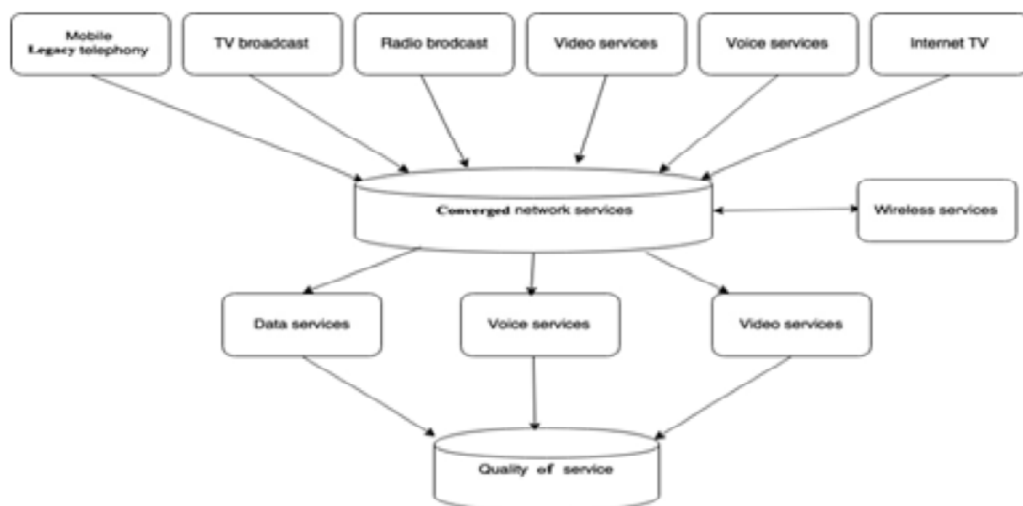 Mobile
Legacy telephony
TV broadcast
Radio brodcast
Video services
Voice services
Internet TV
Converged network services
Wireless services
Data services
Voice services
Video services
Quality of service